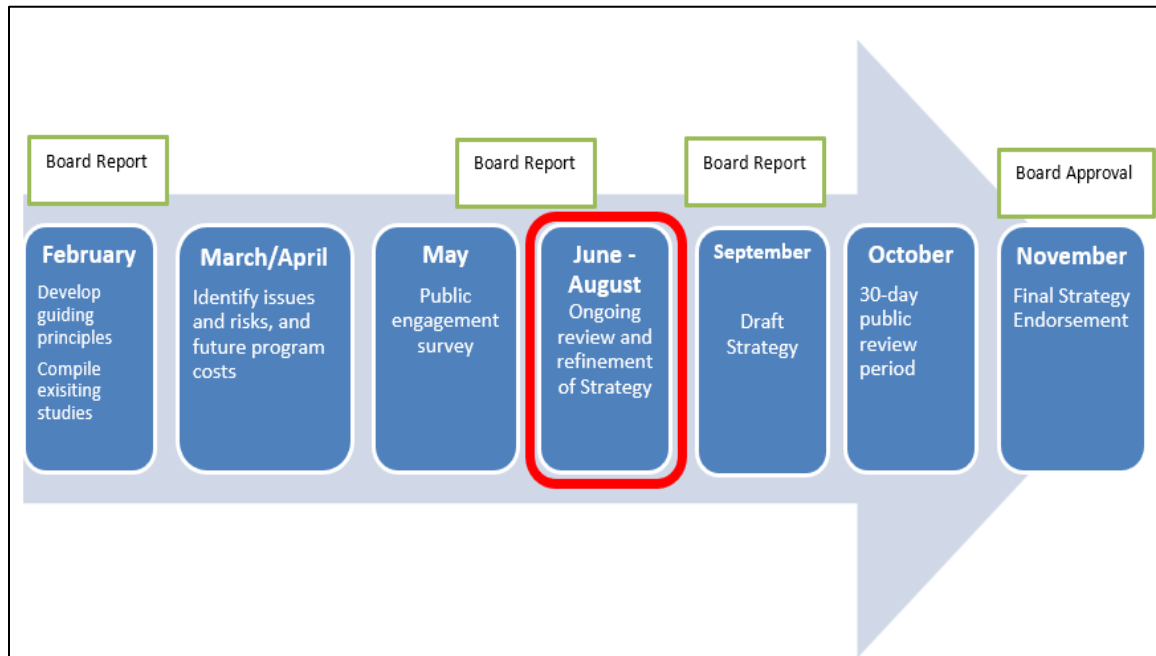 Board Report
Board Report
Board Report
Board Approval
February
Develop
guiding
principles
Compile
exisiting
studies
March/April
Identify issues
and risks, and
future program
costs
May
Public
engagement
survey
June -
August
Ongoing
review and
refinement
of Strategy
September
Draft
Strategy
October
30-day
public
review
period
November
Final Strategy
Endorsement